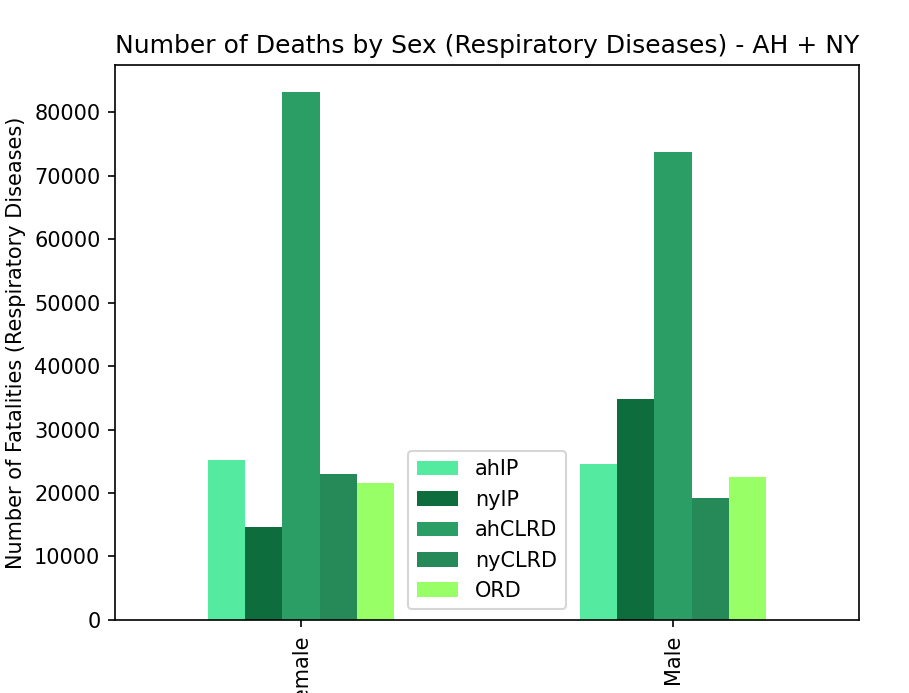 Number of Deaths by Sex (Respiratory Diseases) - AH + NY
Number of Fatalities (Respiratory Diseases)
80000
70000
60000
50000
40000
30000
20000
10000
0
ahIP
nyIP
ahCLRD
nyCLRD
ORD
emale
Male